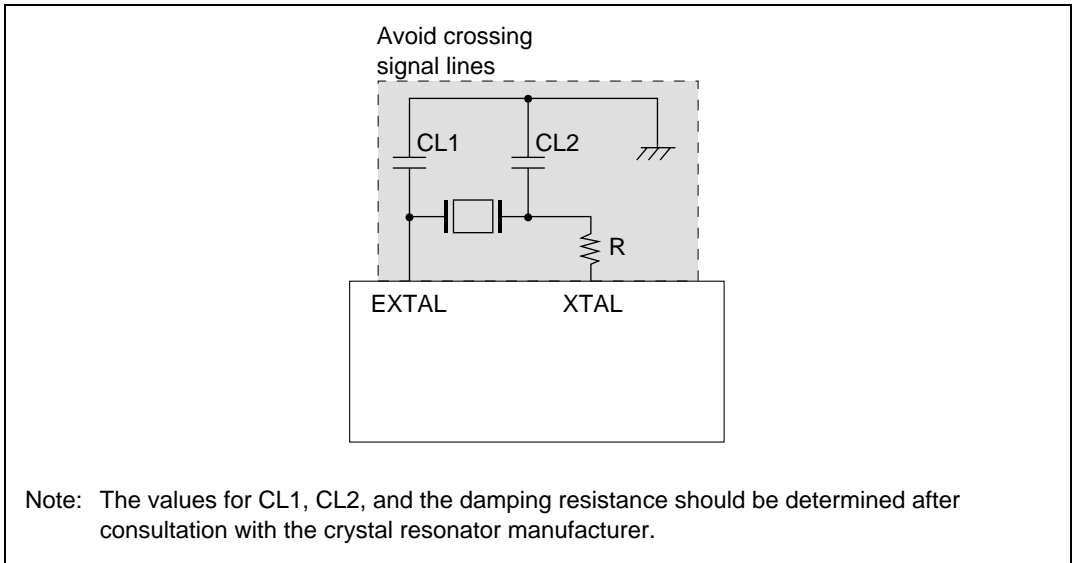 Avoid crossing
signal lines
CL1
CL2
R
EXTAL
XTAL
Note: The values for CL1, CL2, and the damping resistance should be determined after
consultation with the crystal resonator manufacturer.